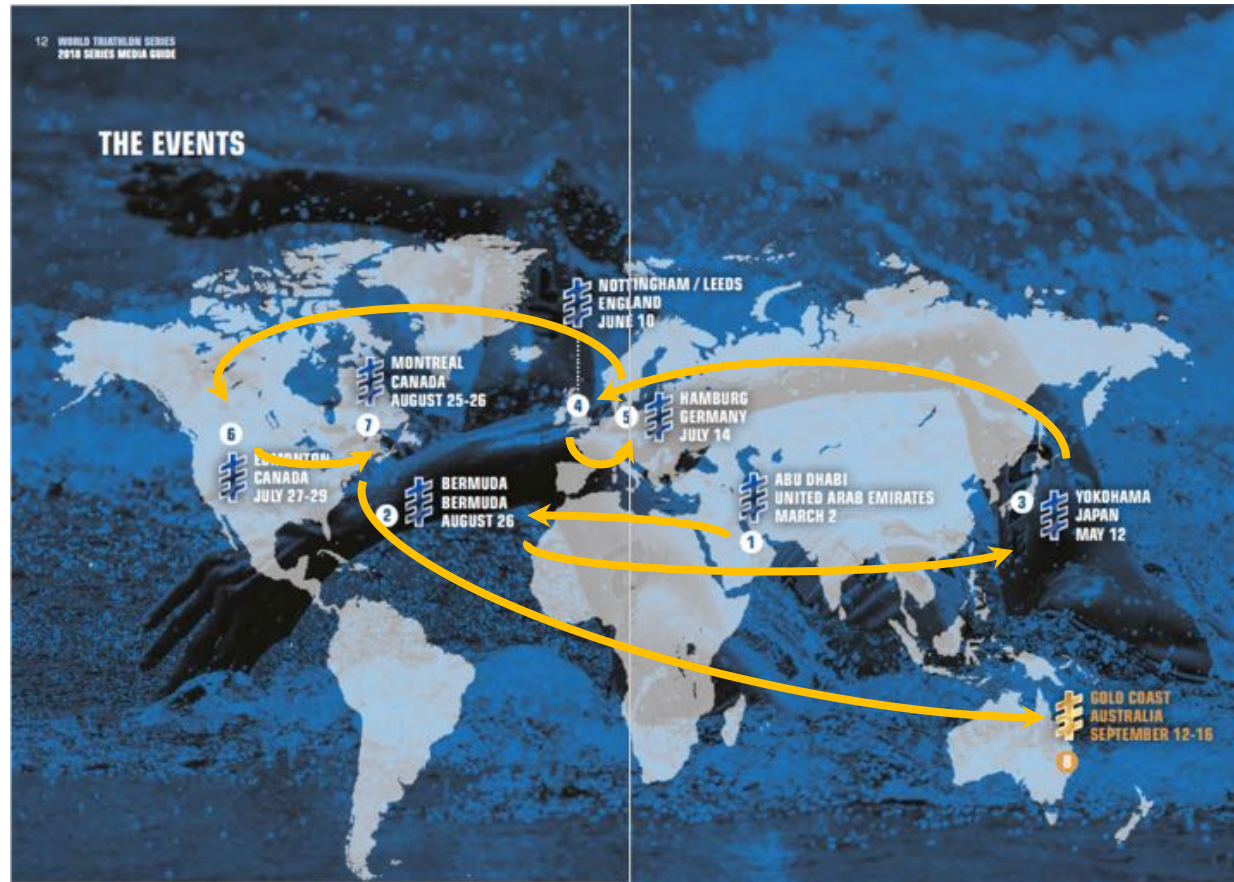 12 WORLD TRIATHLON SERIES
2018 SERIES MEDIA GUIDE
THE EVENTS
NOTTINGHAM / LEEDS
ENGLAND
JUNE 10
MONTREAL
CANADA
AUGUST 25-26
4
5
HAMBURG
GERMANY
JULY 14
6
7
EDMONTON
CANADA
JULY 27-29
2
BERMUDA
BERMUDA
AUGUST 26
ABU DHABI
UNITED ARAB EMIRATES
MARCH 2
1
3
YOKOHAMA
JAPAN
MAY 12
GOLD COAST
AUSTRALIA
SEPTEMBER 12-16
8